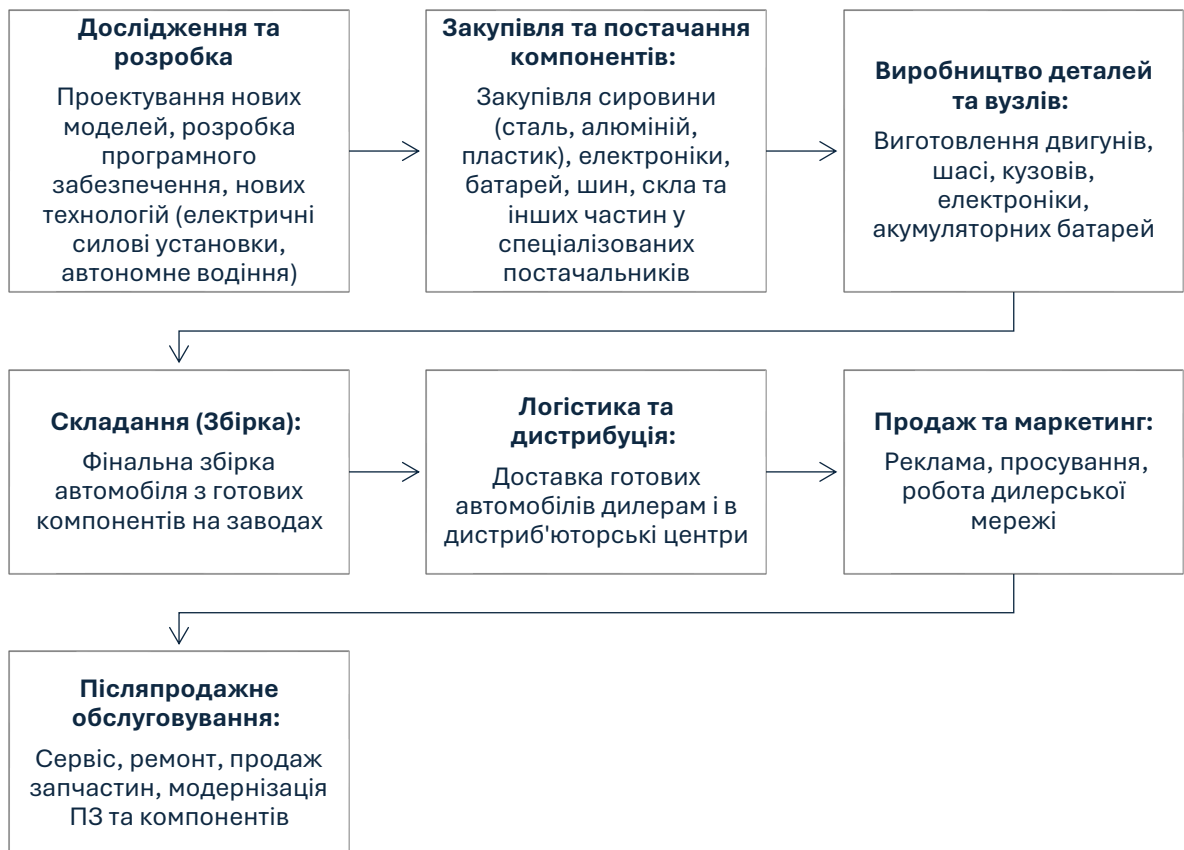 Дослідження та
розробка
Проектування нових
моделей, розробка
програмного
забезпечення, нових
технологій (електричні
силові установки,
автономне водіння)
Закупівля та постачання
компонентів:
Закупівля сировини
(сталь, алюміній,
пластик), електроніки,
батарей, шин, скла та
інших частин у
спеціалізованих
постачальників
Виробництво деталей
та вузлів:
Виготовлення двигунів,
шасі, кузовів,
електроніки,
акумуляторних батарей
Складання (Збірка):
Фінальна збірка
автомобіля з готових
компонентів на заводах
Логістика та
дистрибуція:
Доставка готових
автомобілів дилерам і в
дистриб'юторські центри
Продаж та маркетинг:
Реклама, просування,
робота дилерської
мережі
Післяпродажне
обслуговування:
Сервіс, ремонт, продаж
запчастин, модернізація
ПЗ та компонентів